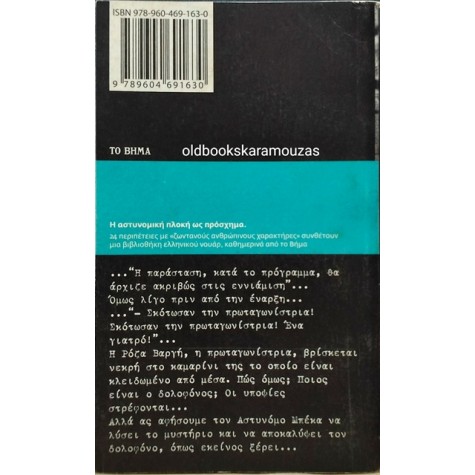 ISBN 978-960-469-163-0
9 789604 691630
ΤΟ ΒΗΜΑ
oldbookskaramouzas
Η αστυνομική πλοκή ως πρόσχημα.
24 περιπέτειες με «ζωντανούς ανθρώπινους χαρακτήρες» συνθέτουν
μια βιβλιοθήκη ελληνικού νουάρ, καθημερινά από το Βήμα
..."Η παράσταση, κατά το πρόγραμμα, θα
άρχιζε ακριβώς στις εννιάμιση"...
Όμως λίγο πριν από την έναρξη...
..."- Σκότωσαν την πρωταγωνίστρια!
Σκότωσαν την πρωταγωνίστρια! Ένα
γιατρό!"...
Η Ρόζα Βαργή, η πρωταγωνίστρια, βρίσκεται
νεκρή στο καμαρίνι της το οποίο είναι
κλειδωμένο από μέσα. Πώς όμως; Ποιος
είναι ο δολοφόνος; Οι υποψίες
στρέφονται...
Αλλά ας αφήσουμε τον Αστυνόμο Μπέκα να
λύσει το μυστήριο και να αποκαλύψει τον
δολοφόνο, όπως εκείνος ξέρει...